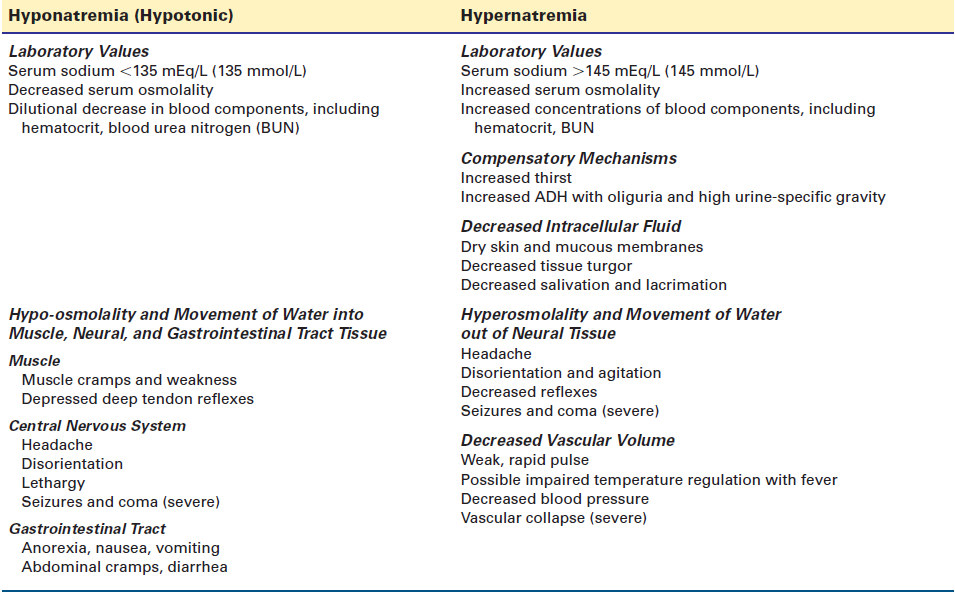 Hyponatremia (Hypotonic)
Hypernatremia
Laboratory Values
Serum sodium <135 mEq/L (135 mmol/L)
Decreased serum osmolality
Dilutional decrease in blood components, including
hematocrit, blood urea nitrogen (BUN)
Laboratory Values
Serum sodium >145 mEq/L (145 mmol/L)
Increased serum osmolality
Increased concentrations of blood components, including
hematocrit, BUN
Compensatory Mechanisms
Increased thirst
Increased ADH with oliguria and high urine-specific gravity
Decreased Intracellular Fluid
Dry skin and mucous membranes
Decreased tissue turgor
Decreased salivation and lacrimation
Hypo-osmolality and Movement of Water into
Muscle, Neural, and Gastrointestinal Tract Tissue
Muscle
Muscle cramps and weakness
Depressed deep tendon reflexes
Central Nervous System
Headache
Disorientation
Lethargy
Seizures and coma (severe)
Gastrointestinal Tract
Anorexia, nausea, vomiting
Abdominal cramps, diarrhea
Hyperosmolality and Movement of Water
out of Neural Tissue
Headache
Disorientation and agitation
Decreased reflexes
Seizures and coma (severe)
Decreased Vascular Volume
Weak, rapid pulse
Possible impaired temperature regulation with fever
Decreased blood pressure
Vascular collapse (severe)